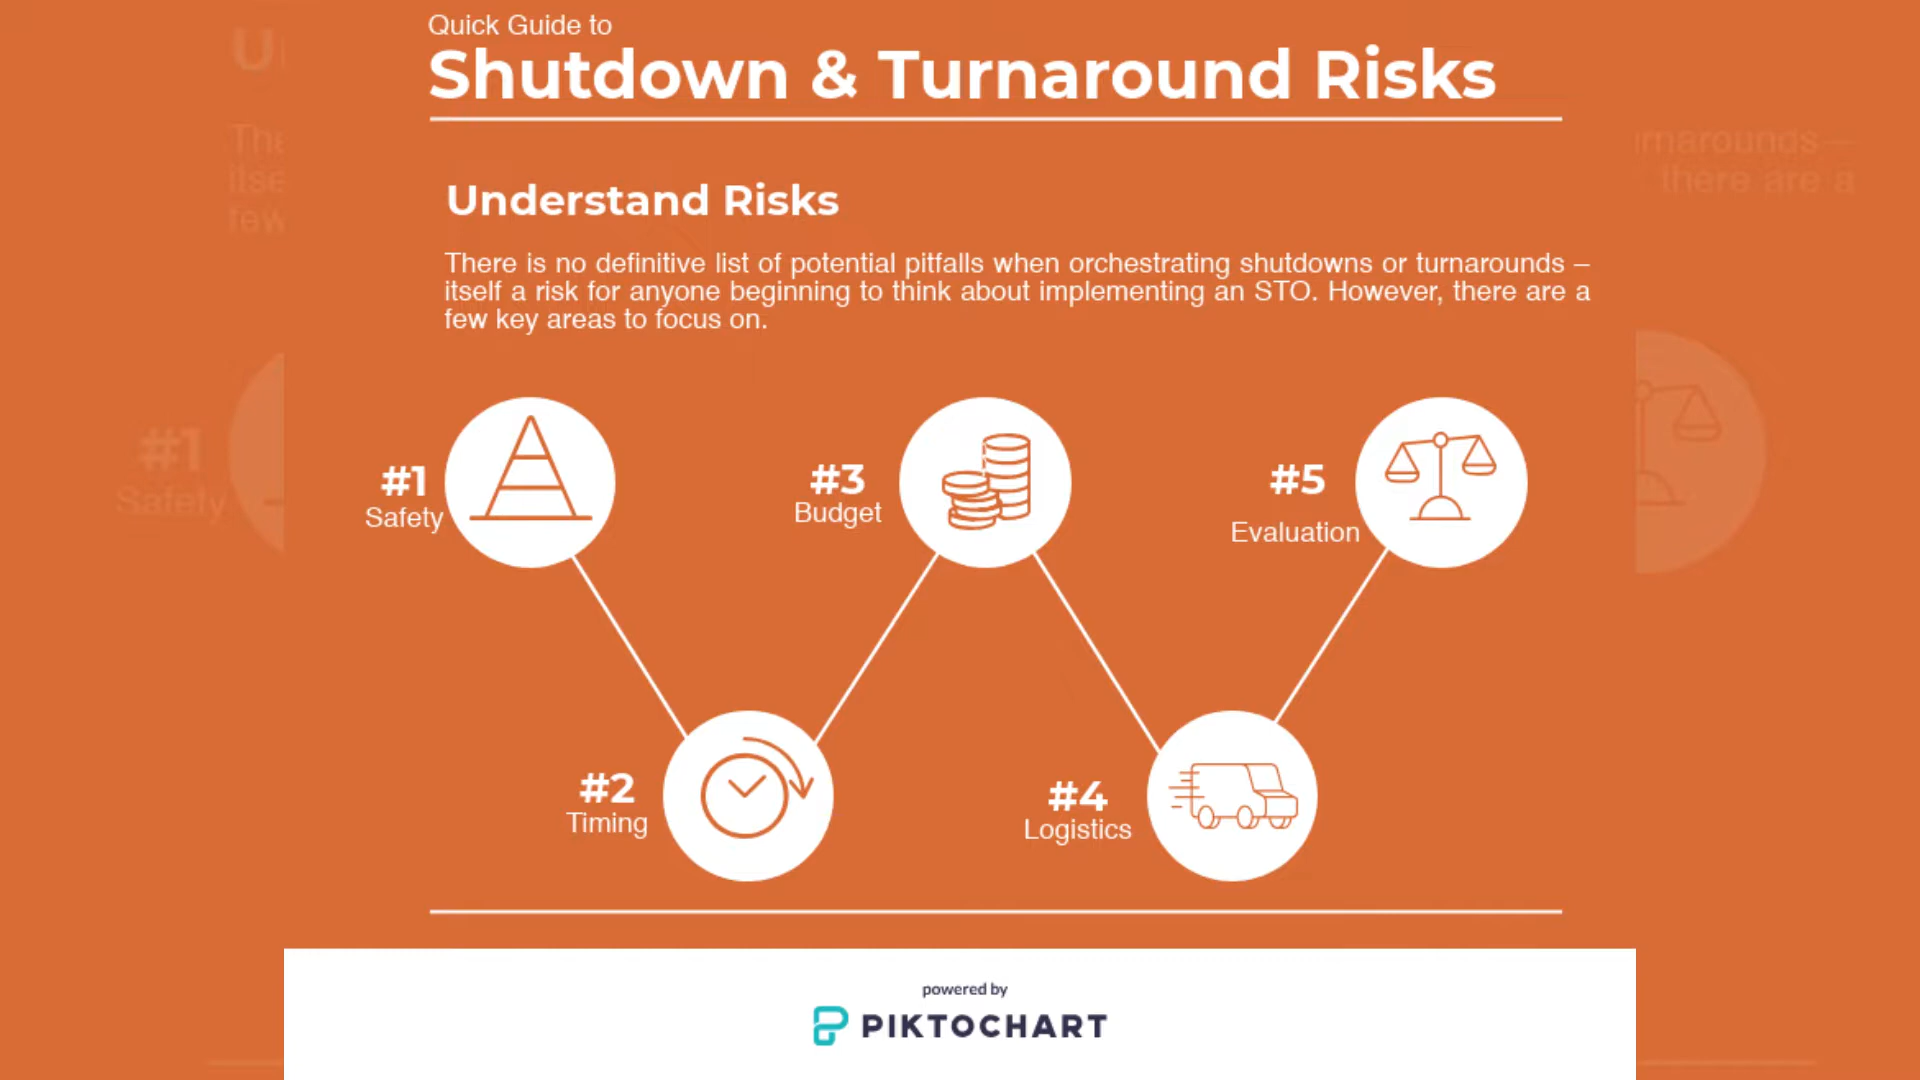 Quick Guide to
Shutdown & Turnaround Risks
Understand Risks
There is no definitive list of potential pitfalls when orchestrating shutdowns or turnarounds –
itself a risk for anyone beginning to think about implementing an STO. However, there are a
few key areas to focus on.
#1
Safety
#2
Timing
#3
Budget
#4
Logistics
#5
Evaluation
powered by
PIKTOCHART